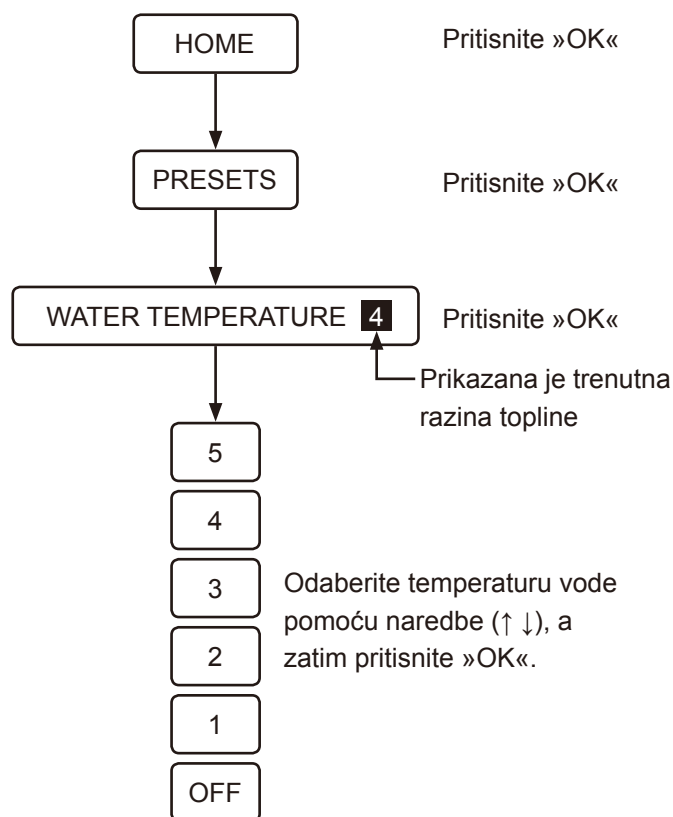 HOME
Pritisnite »OK«
PRESETS
Pritisnite »OK«
WATER TEMPERATURE 4
Pritisnite »OK«
Prikazana je trenutna
razina topline
5
4
3
2
1
OFF
Odaberite temperaturu vode
pomoću naredbe (↑ ↓), a
zatim pritisnite »OK«.